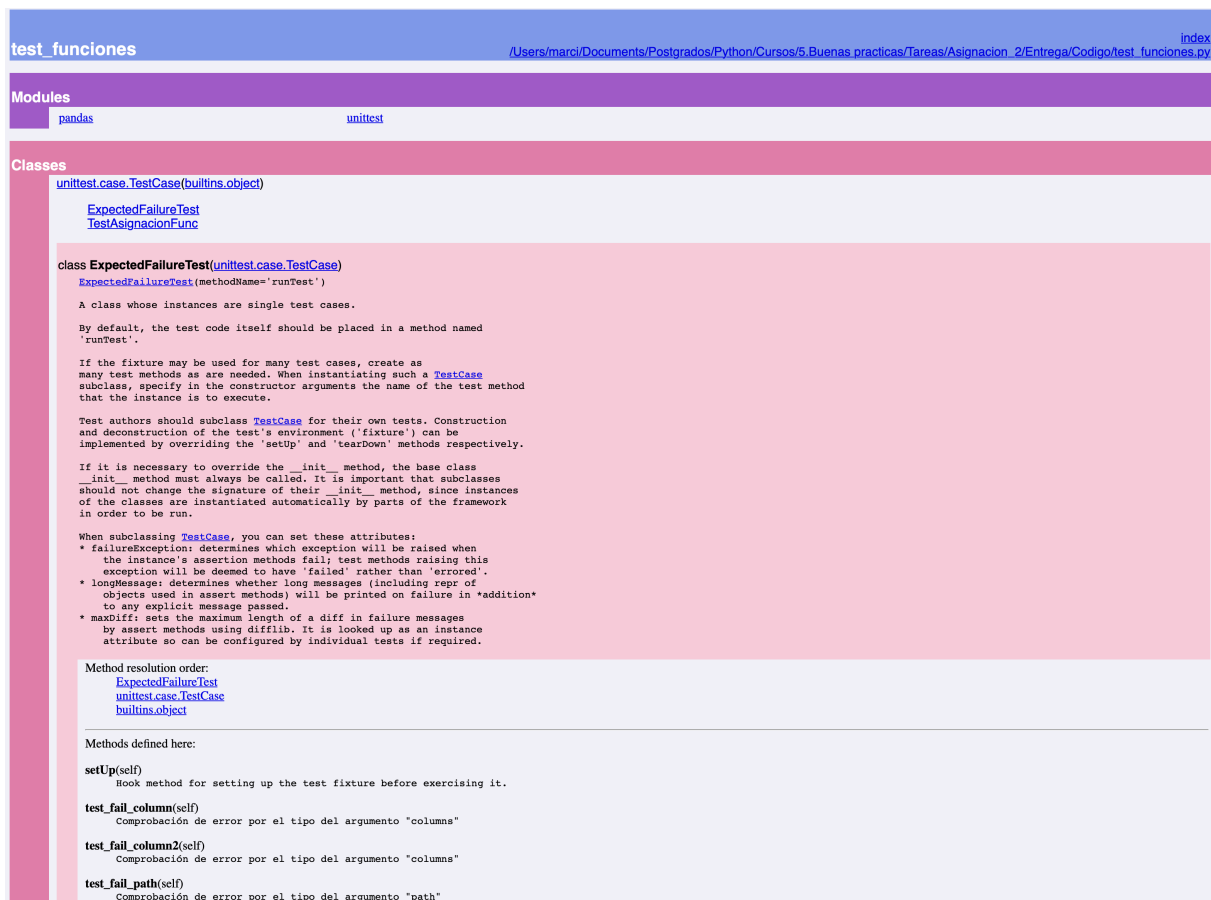 test_funciones
index
/Users/marci/Documents/Postgrados/Python/Cursos/5.Buenas practicas/Tareas/Asignacion_2/Entrega/Codigo/test_funciones.py
Modules
pandas unittest
Classes
unittest.case.TestCase(builtins.object)
ExpectedFailureTest
TestAsignacionFunc
class ExpectedFailureTest(unittest.case.TestCase)
ExpectedFailureTest(methodName='runTest')
A class whose instances are single test cases.
By default, the test code itself should be placed in a method named
'runTest'.
If the fixture may be used for many test cases, create as
many test methods as are needed. When instantiating such a TestCase
subclass, specify in the constructor arguments the name of the test method
that the instance is to execute.
Test authors should subclass TestCase for their own tests. Construction
and deconstruction of the test's environment ('fixture') can be
implemented by overriding the 'setUp' and 'tearDown' methods respectively.
If it is necessary to override the __init__ method, the base class
__init__ method must always be called. It is important that subclasses
should not change the signature of their __init__ method, since instances
of the classes are instantiated automatically by parts of the framework
in order to be run.
When subclassing TestCase, you can set these attributes:
* failureException: determines which exception will be raised when
the instance's assertion methods fail; test methods raising this
exception will be deemed to have 'failed' rather than 'errored'.
* longMessage: determines whether long messages (including repr of
objects used in assert methods) will be printed on failure in *addition*
to any explicit message passed.
* maxDiff: sets the maximum length of a diff in failure messages
by assert methods using difflib. It is looked up as an instance
attribute so can be configured by individual tests if required.
Method resolution order:
ExpectedFailureTest
unittest.case.TestCase
builtins.object
Methods defined here:
setUp(self)
Hook method for setting up the test fixture before exercising it.
test_fail_column(self)
Comprobación de error por el tipo del argumento "columns"
test_fail_column2(self)
Comprobación de error por el tipo del argumento "columns"
test_fail_path(self)
Comprobación de error por el tipo del argumento "path"